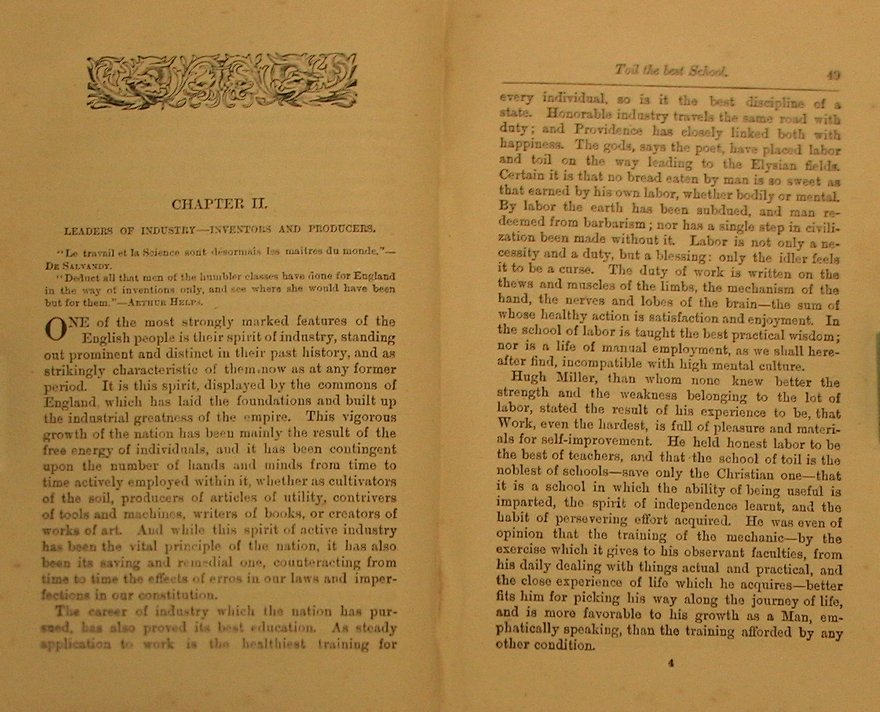 CHAPTER II.
LEADERS OF INDUSTRY—INVENTORS AND PRODUCERS.
"Le travail et la Science sont désormais les maîtres du monde."—
DE SALVANDY.
"Deduct all that men of the humbler classes have done for England
in the way of inventions only, and see where she would have been
but for them."—ARTHUR HELPS.
ONE of the most strongly marked features of the
English people is their spirit of industry, standing
out prominent and distinct in their past history, and as
strikingly characteristic of them now as at any former
period. It is this spirit, displayed by the commons of
England, which has laid the foundations and built up
the industrial greatness of the empire. This vigorous
growth of the nation has been mainly the result of the
free energy of individuals, and it has been contingent
upon the number of hands and minds from time to
time actively employed within it, whether as cultivators
of the soil, producers of articles of utility, contrivers
of tools and machines, writers of books, or creators of
works of art. And while this spirit of active industry
has been the vital principle of the nation, it has also
been its saving and remedial one, counteracting from
time to time the effects of erros in our laws and imper-
fections in our constitution.
The career of industry which the nation has pur-
sued, has also proved its best education. As steady
application to work is the healthiest training for
Toil the best School. 49
every individual, so is it the best discipline of a
state. Honorable industry travels the same road with
duty; and Providence has closely linked both with
happiness. The gods, says the poet, have placed labor
and toil on the way leading to the Elysian fields.
Certain it is that no bread eaten by man is so sweet as
that earned by his own labor, whether bodily or mental.
By labor the earth has been subdued, and man re-
deemed from barbarism; nor has a single step in civili-
zation been made without it. Labor is not only a ne-
cessity and a duty, but a blessing: only the idler feels
it to be a curse. The duty of work is written on the
thews and muscles of the limbs, the mechanism of the
hand, the nerves and lobes of the brain—the sum of
whose healthy action is satisfaction and enjoyment. In
the school of labor is taught the best practical wisdom;
nor is a life of manual employment, as we shall here-
after find, incompatible with high mental culture.
Hugh Miller, than whom none knew better the
strength and the weakness belonging to the lot of
labor, stated the result of his experience to be, that
Work, even the hardest, is full of pleasure and materi-
als for self-improvement. He held honest labor to be
the best of teachers, and that the school of toil is the
noblest of schools—save only the Christian one—that
it is a school in which the ability of being useful is
imparted, the spirit of independence learnt, and the
habit of persevering effort acquired. He was even of
opinion that the training of the mechanic—by the
exercise which it gives to his observant faculties, from
his daily dealing with things actual and practical, and
the close experience of life which he acquires—better
fits him for picking his way along the journey of life,
and is more favorable to his growth as a Man, em-
phatically speaking, than the training afforded by any
other condition.
4